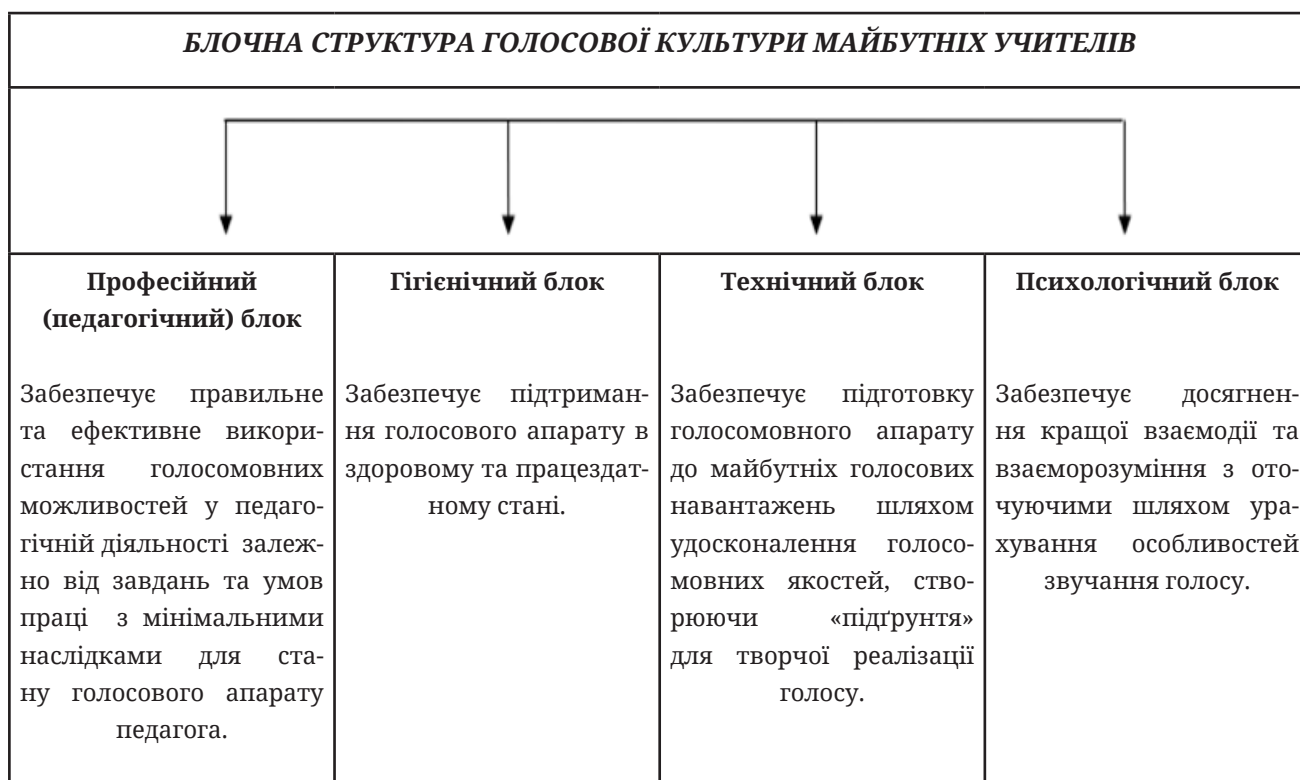 БЛОЧНА СТРУКТУРА ГОЛОСОВОЇ КУЛЬТУРИ МАЙБУТНІХ УЧИТЕЛІВ
Професійний
(педагогічний) блок
Забезпечує правильне
та ефективне викори-
стання голосомовних
можливостей у педаго-
гічній діяльності залеж-
но від завдань та умов
праці з мінімальними
наслідками для ста-
ну голосового апарату
педагога.
Гігієнічний блок
Забезпечує підтриман-
ня голосового апарату в
здоровому та працездат-
ному стані.
Технічний блок
Забезпечує підготовку
голосомовного апарату
до майбутніх голосових
навантажень шляхом
удосконалення голосо-
мовних якостей, ство-
рюючи «підґрунтя»
для творчої реалізації
голосу.
Психологічний блок
Забезпечує досягнен-
ня кращої взаємодії та
взаєморозуміння з ото-
чуючими шляхом ура-
хування особливостей
звучання голосу.